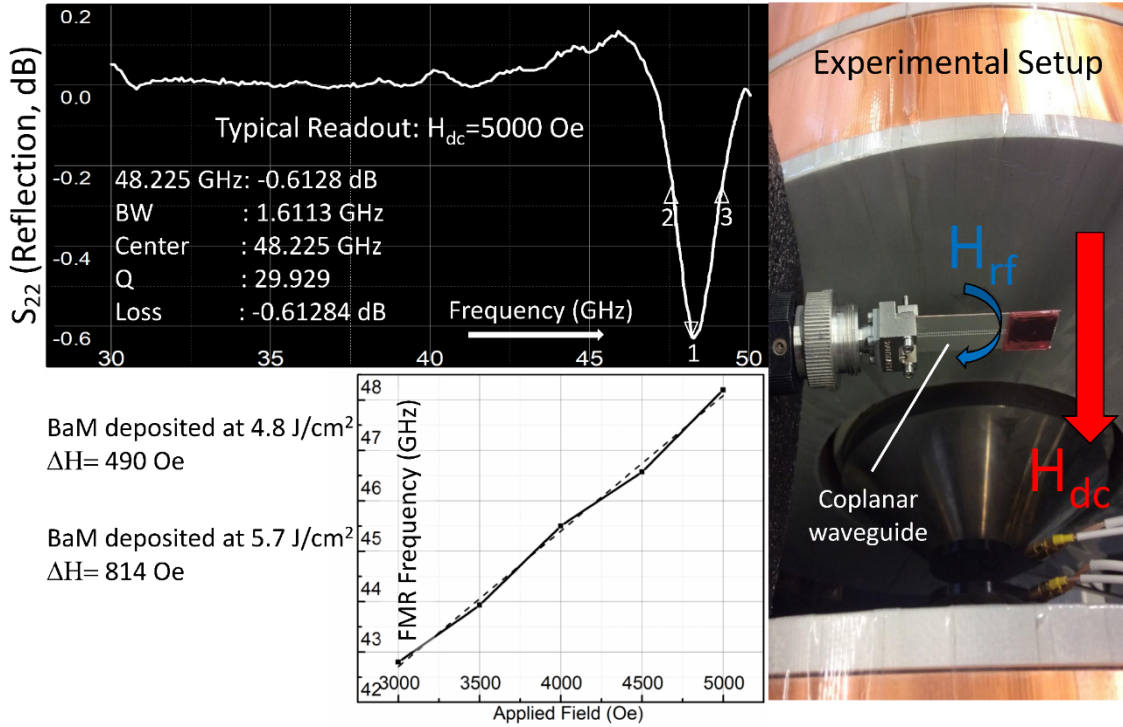 S₂₂ (Reflection, dB)
0.2
0.0
-0.2
-0.4
-0.6
Typical Readout: H_dc=5000 Oe
48.225 GHz: -0.6128 dB
BW : 1.6113 GHz
Center : 48.225 GHz
Q : 29.929
Loss : -0.61284 dB
Frequency (GHz)
2
3
1
30
35
40
45
50
Experimental Setup
H_rf
H_dc
Coplanar
waveguide
BaM deposited at 4.8 J/cm²
ΔH= 490 Oe
BaM deposited at 5.7 J/cm²
ΔH= 814 Oe
FMR Frequency (GHz)
48
47
46
45
44
43
42
3000
3500
4000
4500
5000
Applied Field (Oe)